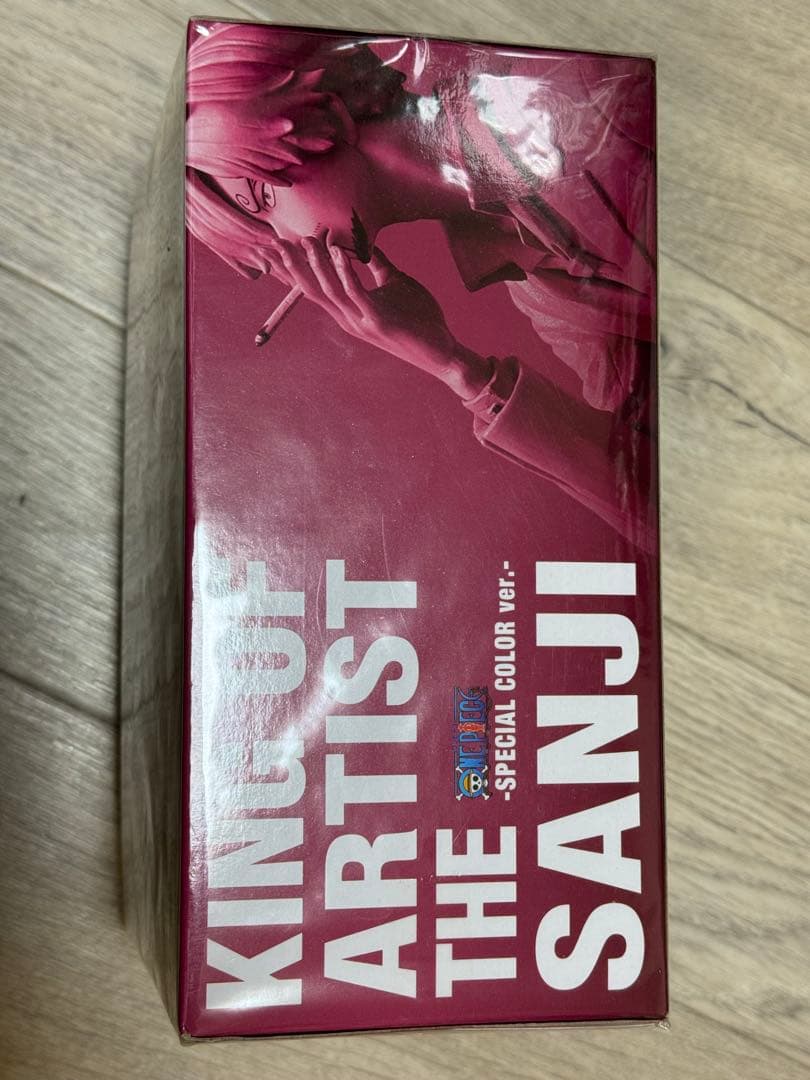 KING OF
ARTIST
THE ONE PIECE
-SPECIAL COLOR ver.-
SANJI